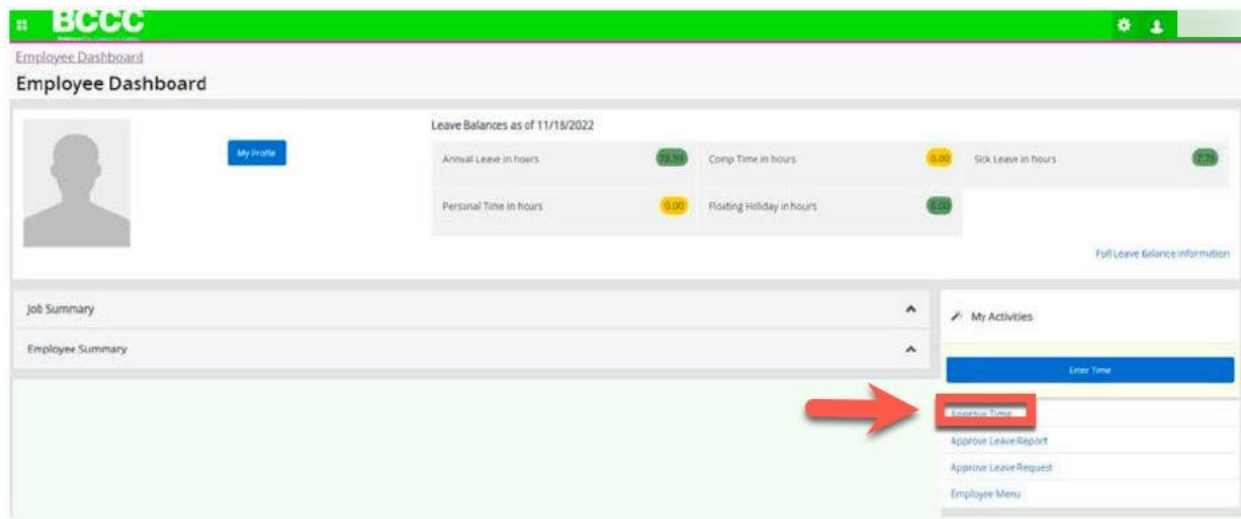 BCCC
Employee Dashboard
Employee Dashboard
My Profile
Leave Balances as of 11/18/2022
Annual Leave in hours
Comp Time in hours 0.00
Sick Leave in hours 7.79
Personal Time in hours 0.00
Floating Holiday in hours
Full Leave Balance Information
Job Summary
Employee Summary
My Activities
Enter Time
Approve Time
Approve Leave Report
Approve Leave Request
Employee Menu